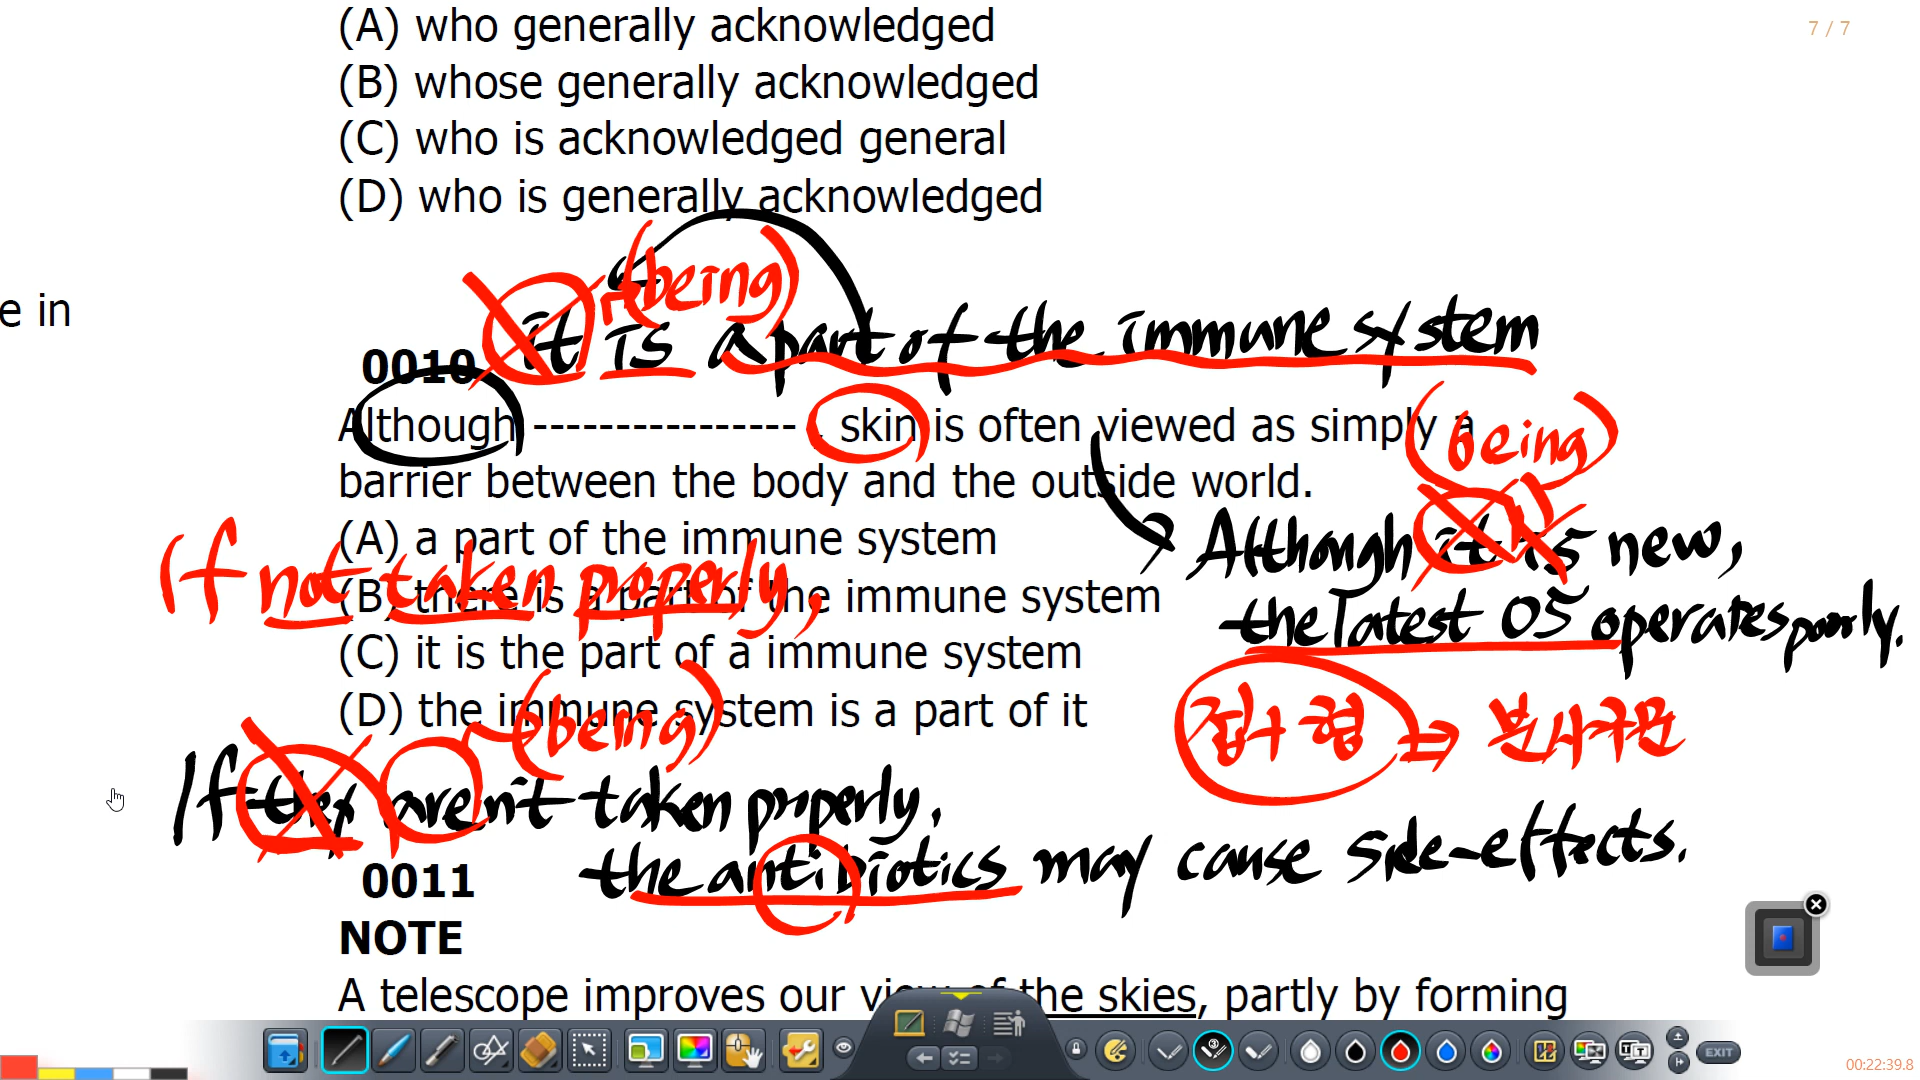 (A) who generally acknowledged
7 / 7
(B) whose generally acknowledged
(C) who is acknowledged general
(D) who is generally acknowledged
(being)
e in
it is a part of the immune system
0010
Although ---------------- , skin is often viewed as simply a
(being)
barrier between the body and the outside world.
(A) a part of the immune system
Although it is new,
If not taken properly,
(B) there is a part of the immune system
the latest OS operates poorly.
(C) it is the part of a immune system
(D) the immune system is a part of it
(being)
접+형 ⇒ 분사구문
If they aren't taken properly,
the antibiotics may cause side-effects.
0011
NOTE
A telescope improves our view of the skies, partly by forming
EXIT
00:22:39.8